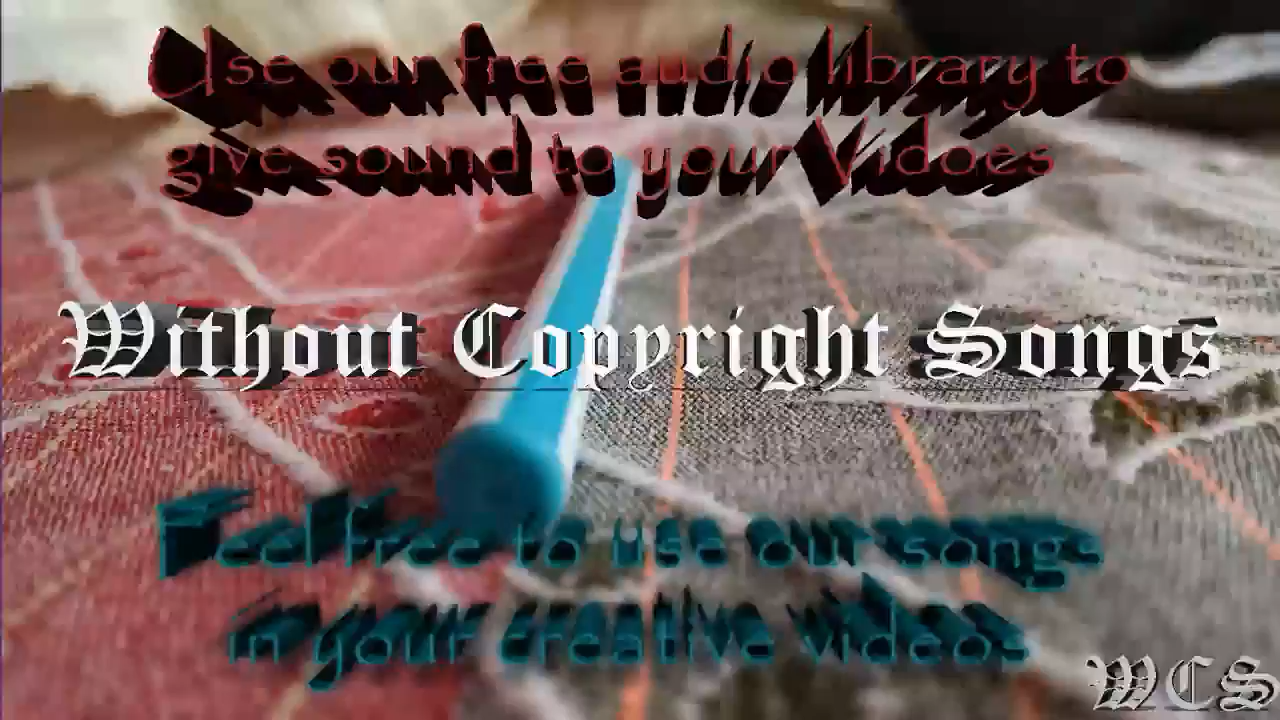 Use our free audio library to
give sound to your Vidoes
Without Copyright Songs
Feel free to use our songs
in your creative videos
WCS